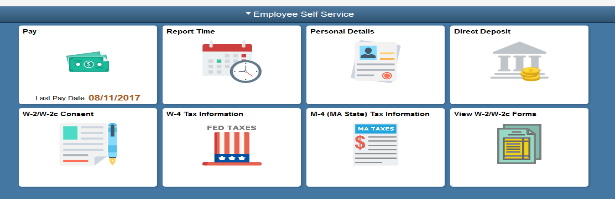 Employee Self Service
Pay
Report Time
Personal Details
Direct Deposit
Last Pay Date 08/11/2017
W-2/W-2c Consent
W-4 Tax Information
M-4 (MA State) Tax Information
View W-2/W-2c Forms
FED TAXES
MA TAXES
$